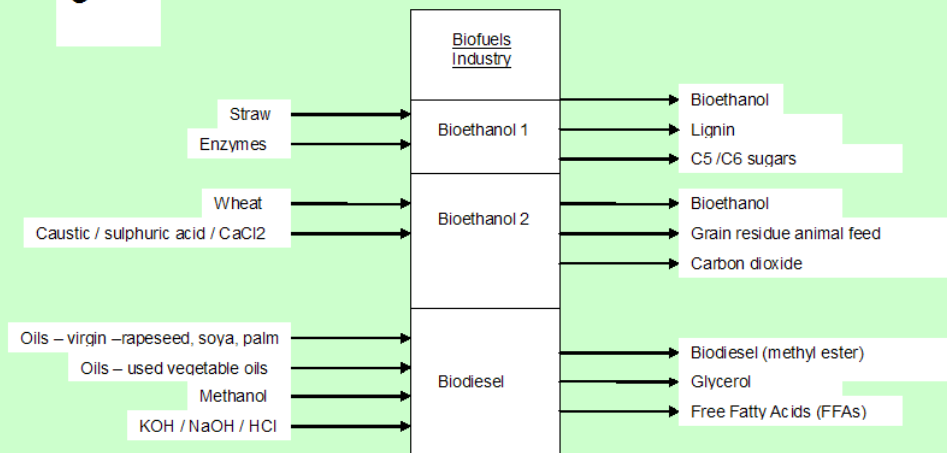 Biofuels
Industry
Straw
Enzymes
Bioethanol 1
Bioethanol
Lignin
C5 /C6 sugars
Wheat
Caustic / sulphuric acid / CaCl2
Bioethanol 2
Bioethanol
Grain residue animal feed
Carbon dioxide
Oils – virgin –rapeseed, soya, palm
Oils – used vegetable oils
Methanol
KOH / NaOH / HCl
Biodiesel
Biodiesel (methyl ester)
Glycerol
Free Fatty Acids (FFAs)